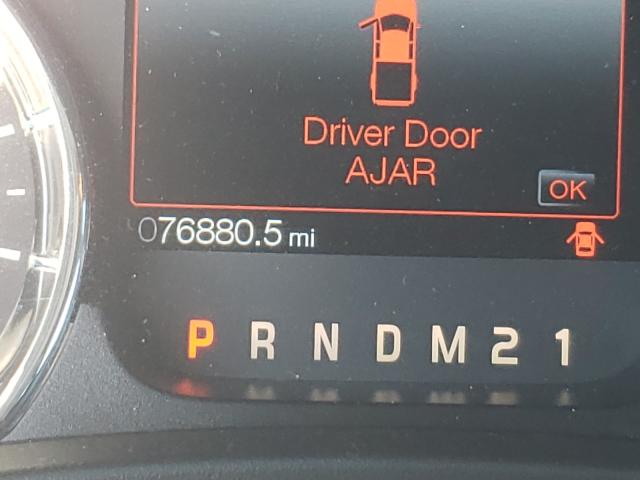 Driver Door
AJAR
OK
076880.5 mi
P R N D M 2 1